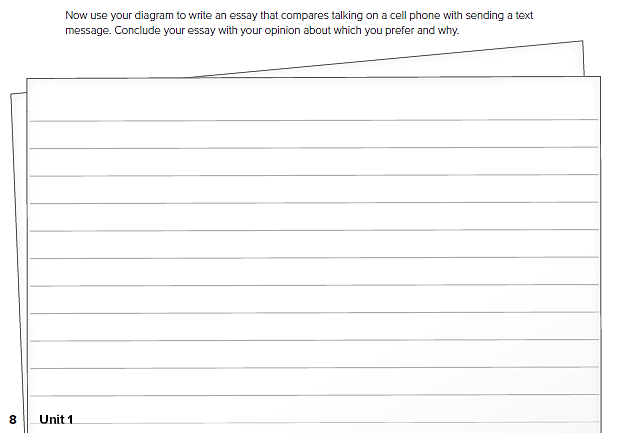 Now use your diagram to write an essay that compares talking on a cell phone with sending a text
message. Conclude your essay with your opinion about which you prefer and why.
8 Unit 1